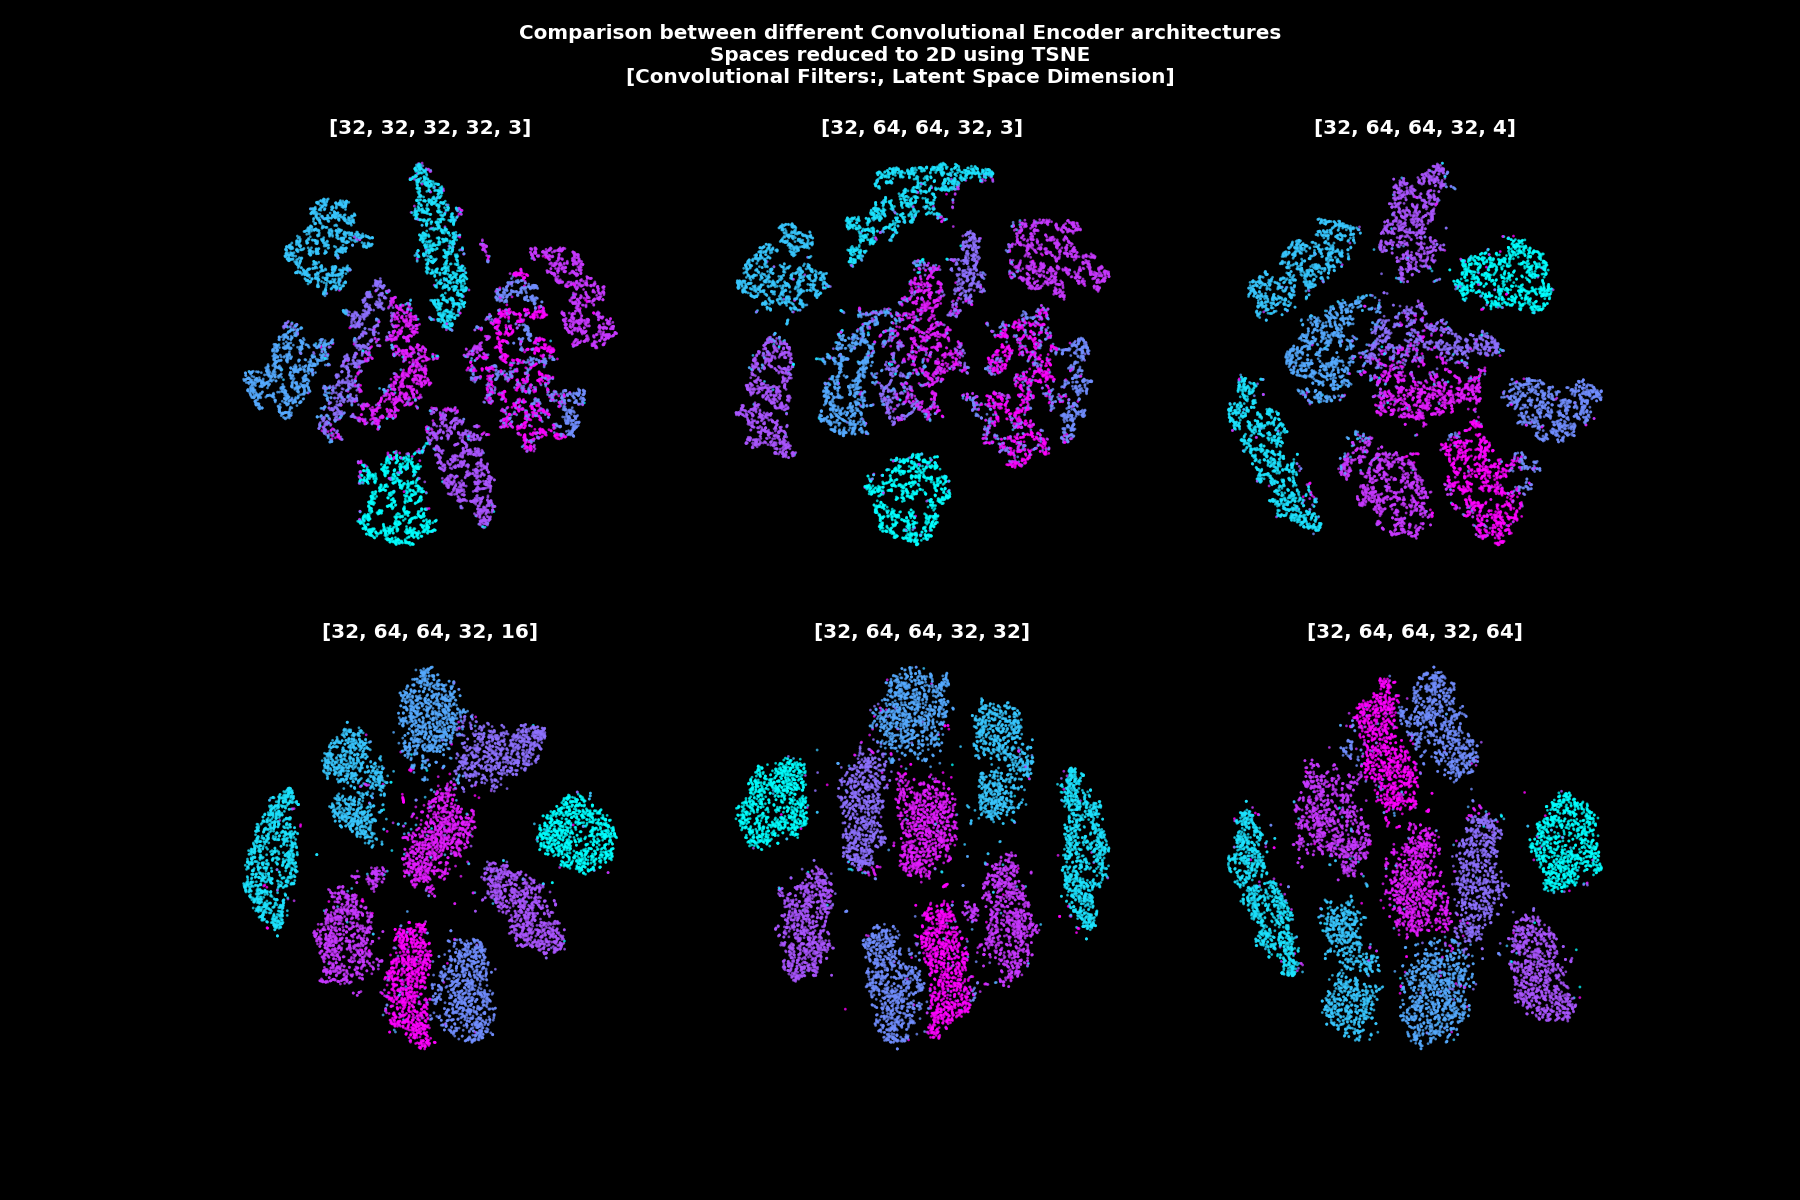 Comparison between different Convolutional Encoder architectures
Spaces reduced to 2D using TSNE
[Convolutional Filters:, Latent Space Dimension]
[32, 32, 32, 32, 3]
[32, 64, 64, 32, 3]
[32, 64, 64, 32, 4]
[32, 64, 64, 32, 16]
[32, 64, 64, 32, 32]
[32, 64, 64, 32, 64]